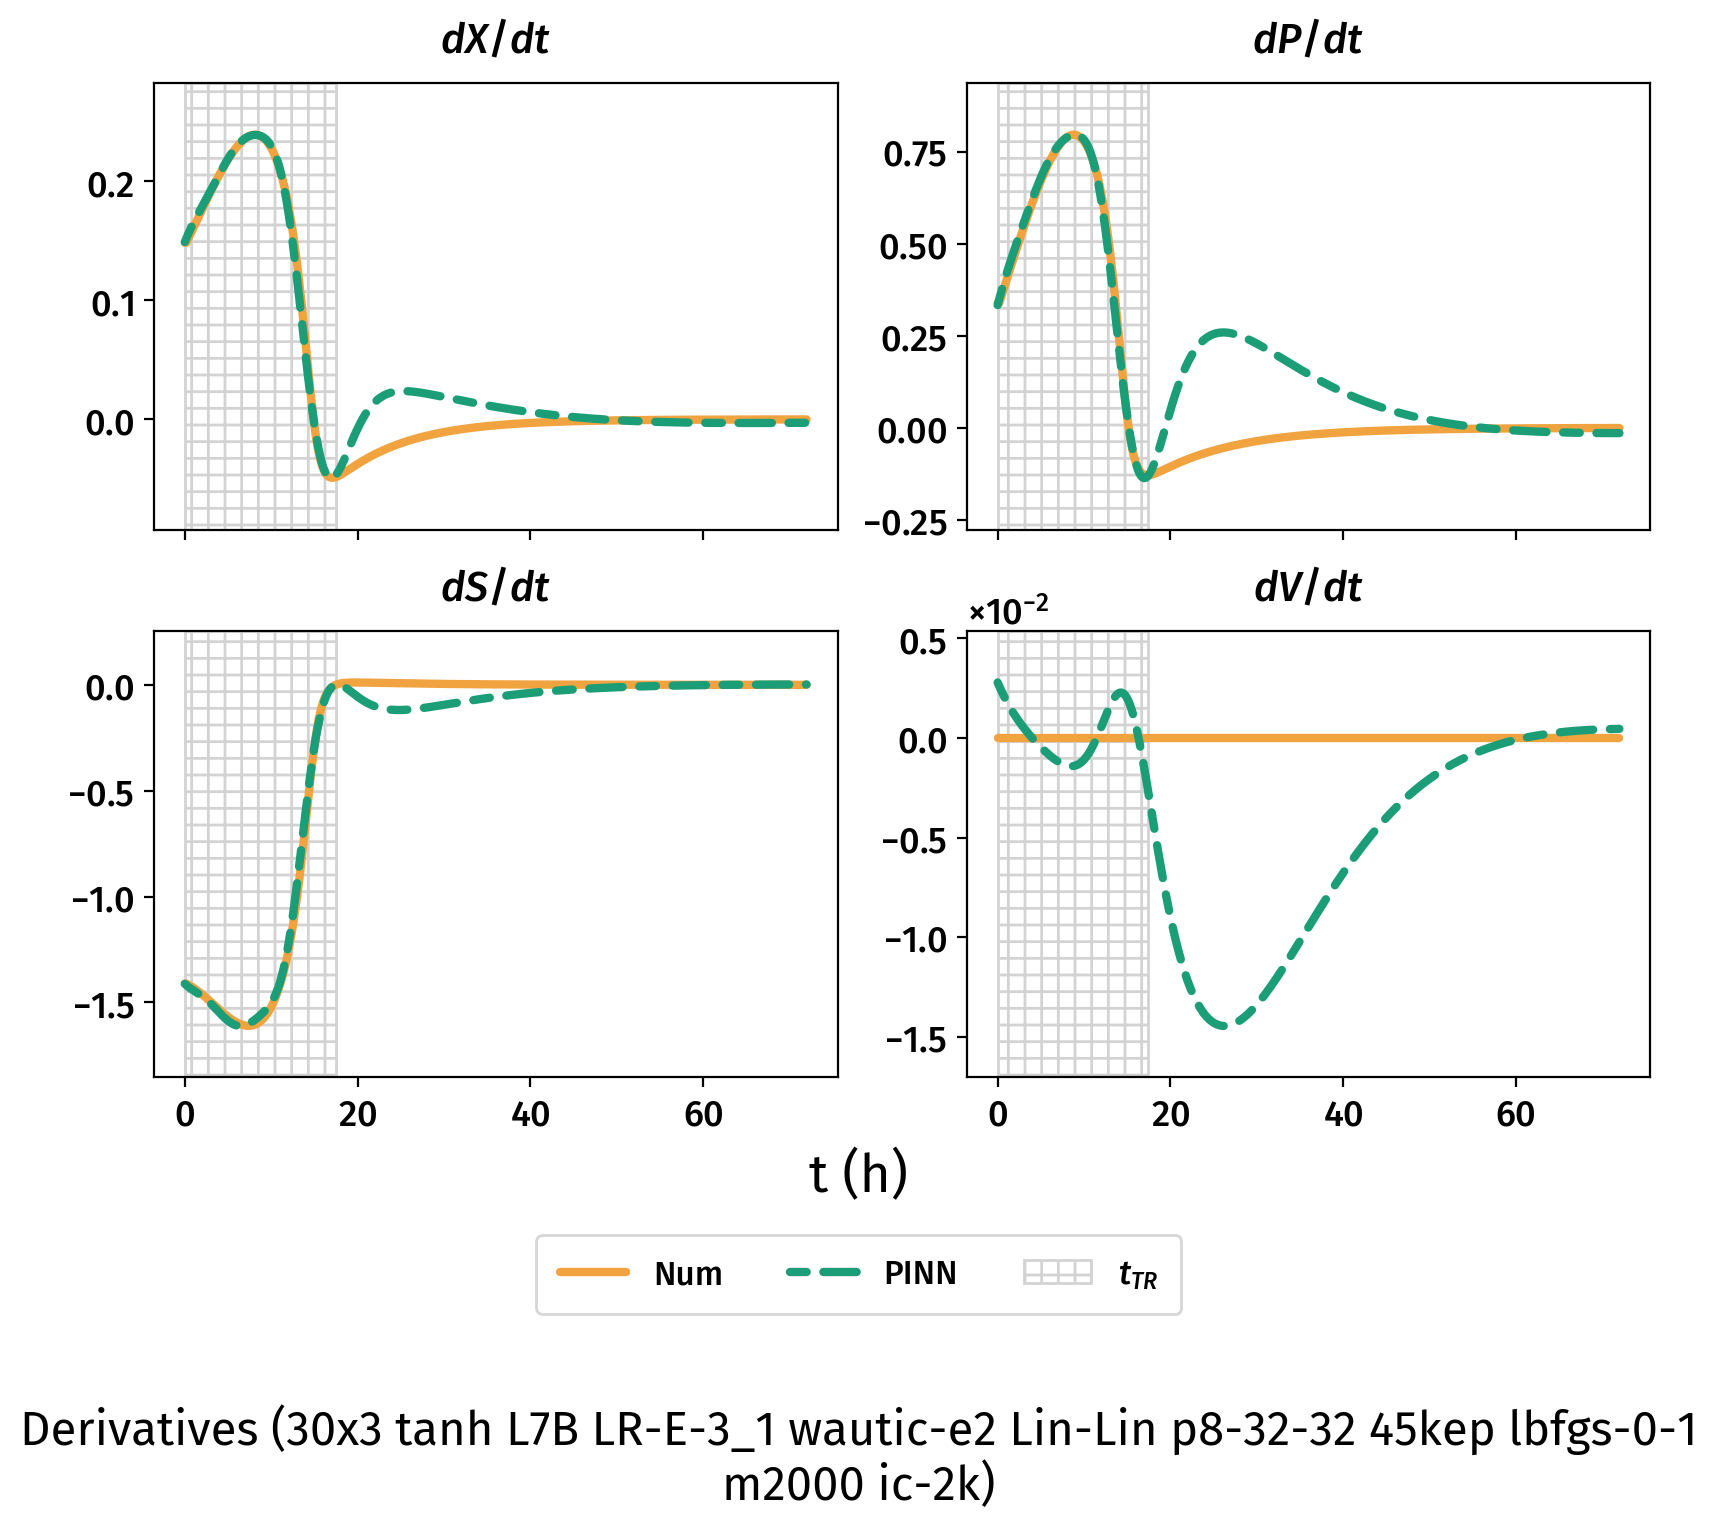 dX/dt
dP/dt
0.2
0.1
0.0
0.75
0.50
0.25
0.00
−0.25
dS/dt
dV/dt
×10⁻²
0.0
−0.5
−1.0
−1.5
0.5
0.0
−0.5
−1.0
−1.5
0 20 40 60
0 20 40 60
t (h)
Num PINN t_TR
Derivatives (30x3 tanh L7B LR-E-3_1 wautic-e2 Lin-Lin p8-32-32 45kep lbfgs-0-1
m2000 ic-2k)